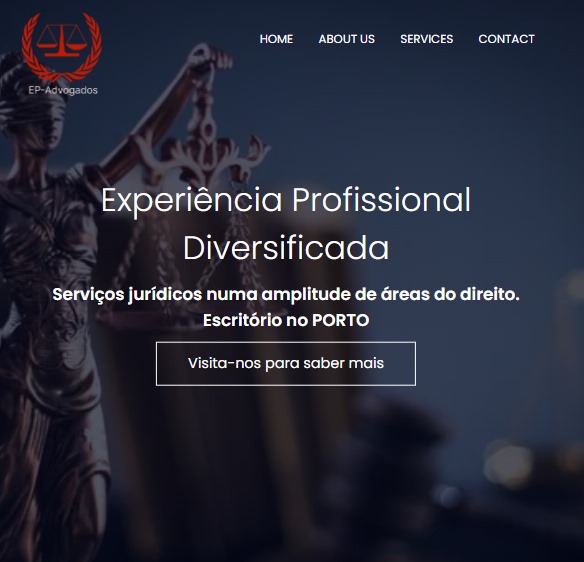 EP-Advogados
HOME ABOUT US SERVICES CONTACT
Experiência Profissional
Diversificada
Serviços jurídicos numa amplitude de áreas do direito.
Escritório no PORTO
Visita-nos para saber mais